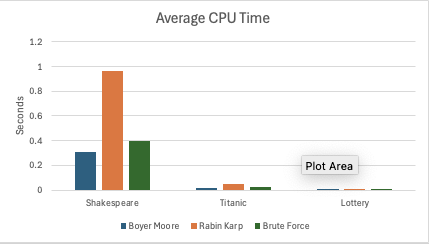 Average CPU Time
1.2
1
0.8
0.6
0.4
0.2
0
Seconds
Plot Area
Shakespeare Titanic Lottery
Boyer Moore Rabin Karp Brute Force